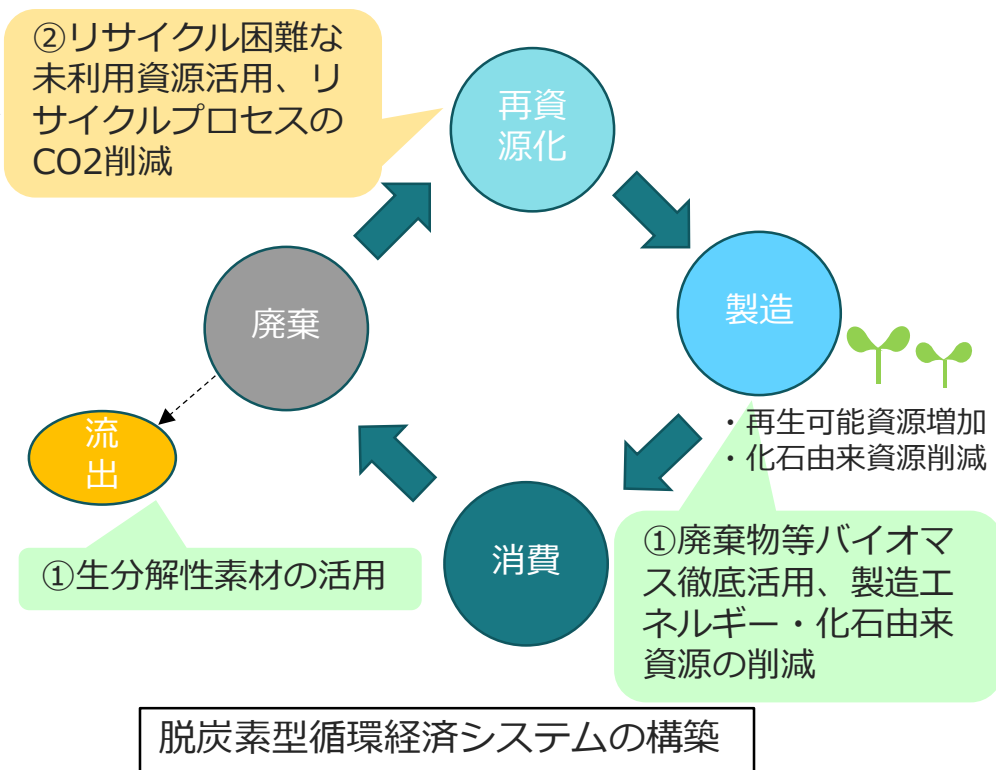 ②リサイクル困難な
未利用資源活用、リ
サイクルプロセスの
CO2削減
再資
源化
製造
・再生可能資源増加
・化石由来資源削減
①廃棄物等バイオマ
ス徹底活用、製造エ
ネルギー・化石由来
資源の削減
消費
廃棄
流
出
①生分解性素材の活用
脱炭素型循環経済システムの構築